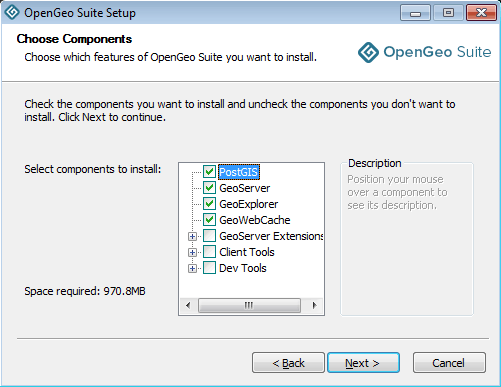 OpenGeo Suite Setup
Choose Components
Choose which features of OpenGeo Suite you want to install.
OpenGeo Suite
Check the components you want to install and uncheck the components you don't want to
install. Click Next to continue.
Select components to install:
PostGIS
GeoServer
GeoExplorer
GeoWebCache
GeoServer Extensions
Client Tools
Dev Tools
Description
Position your mouse
over a component to
see its description.
Space required: 970.8MB
< Back
Next >
Cancel